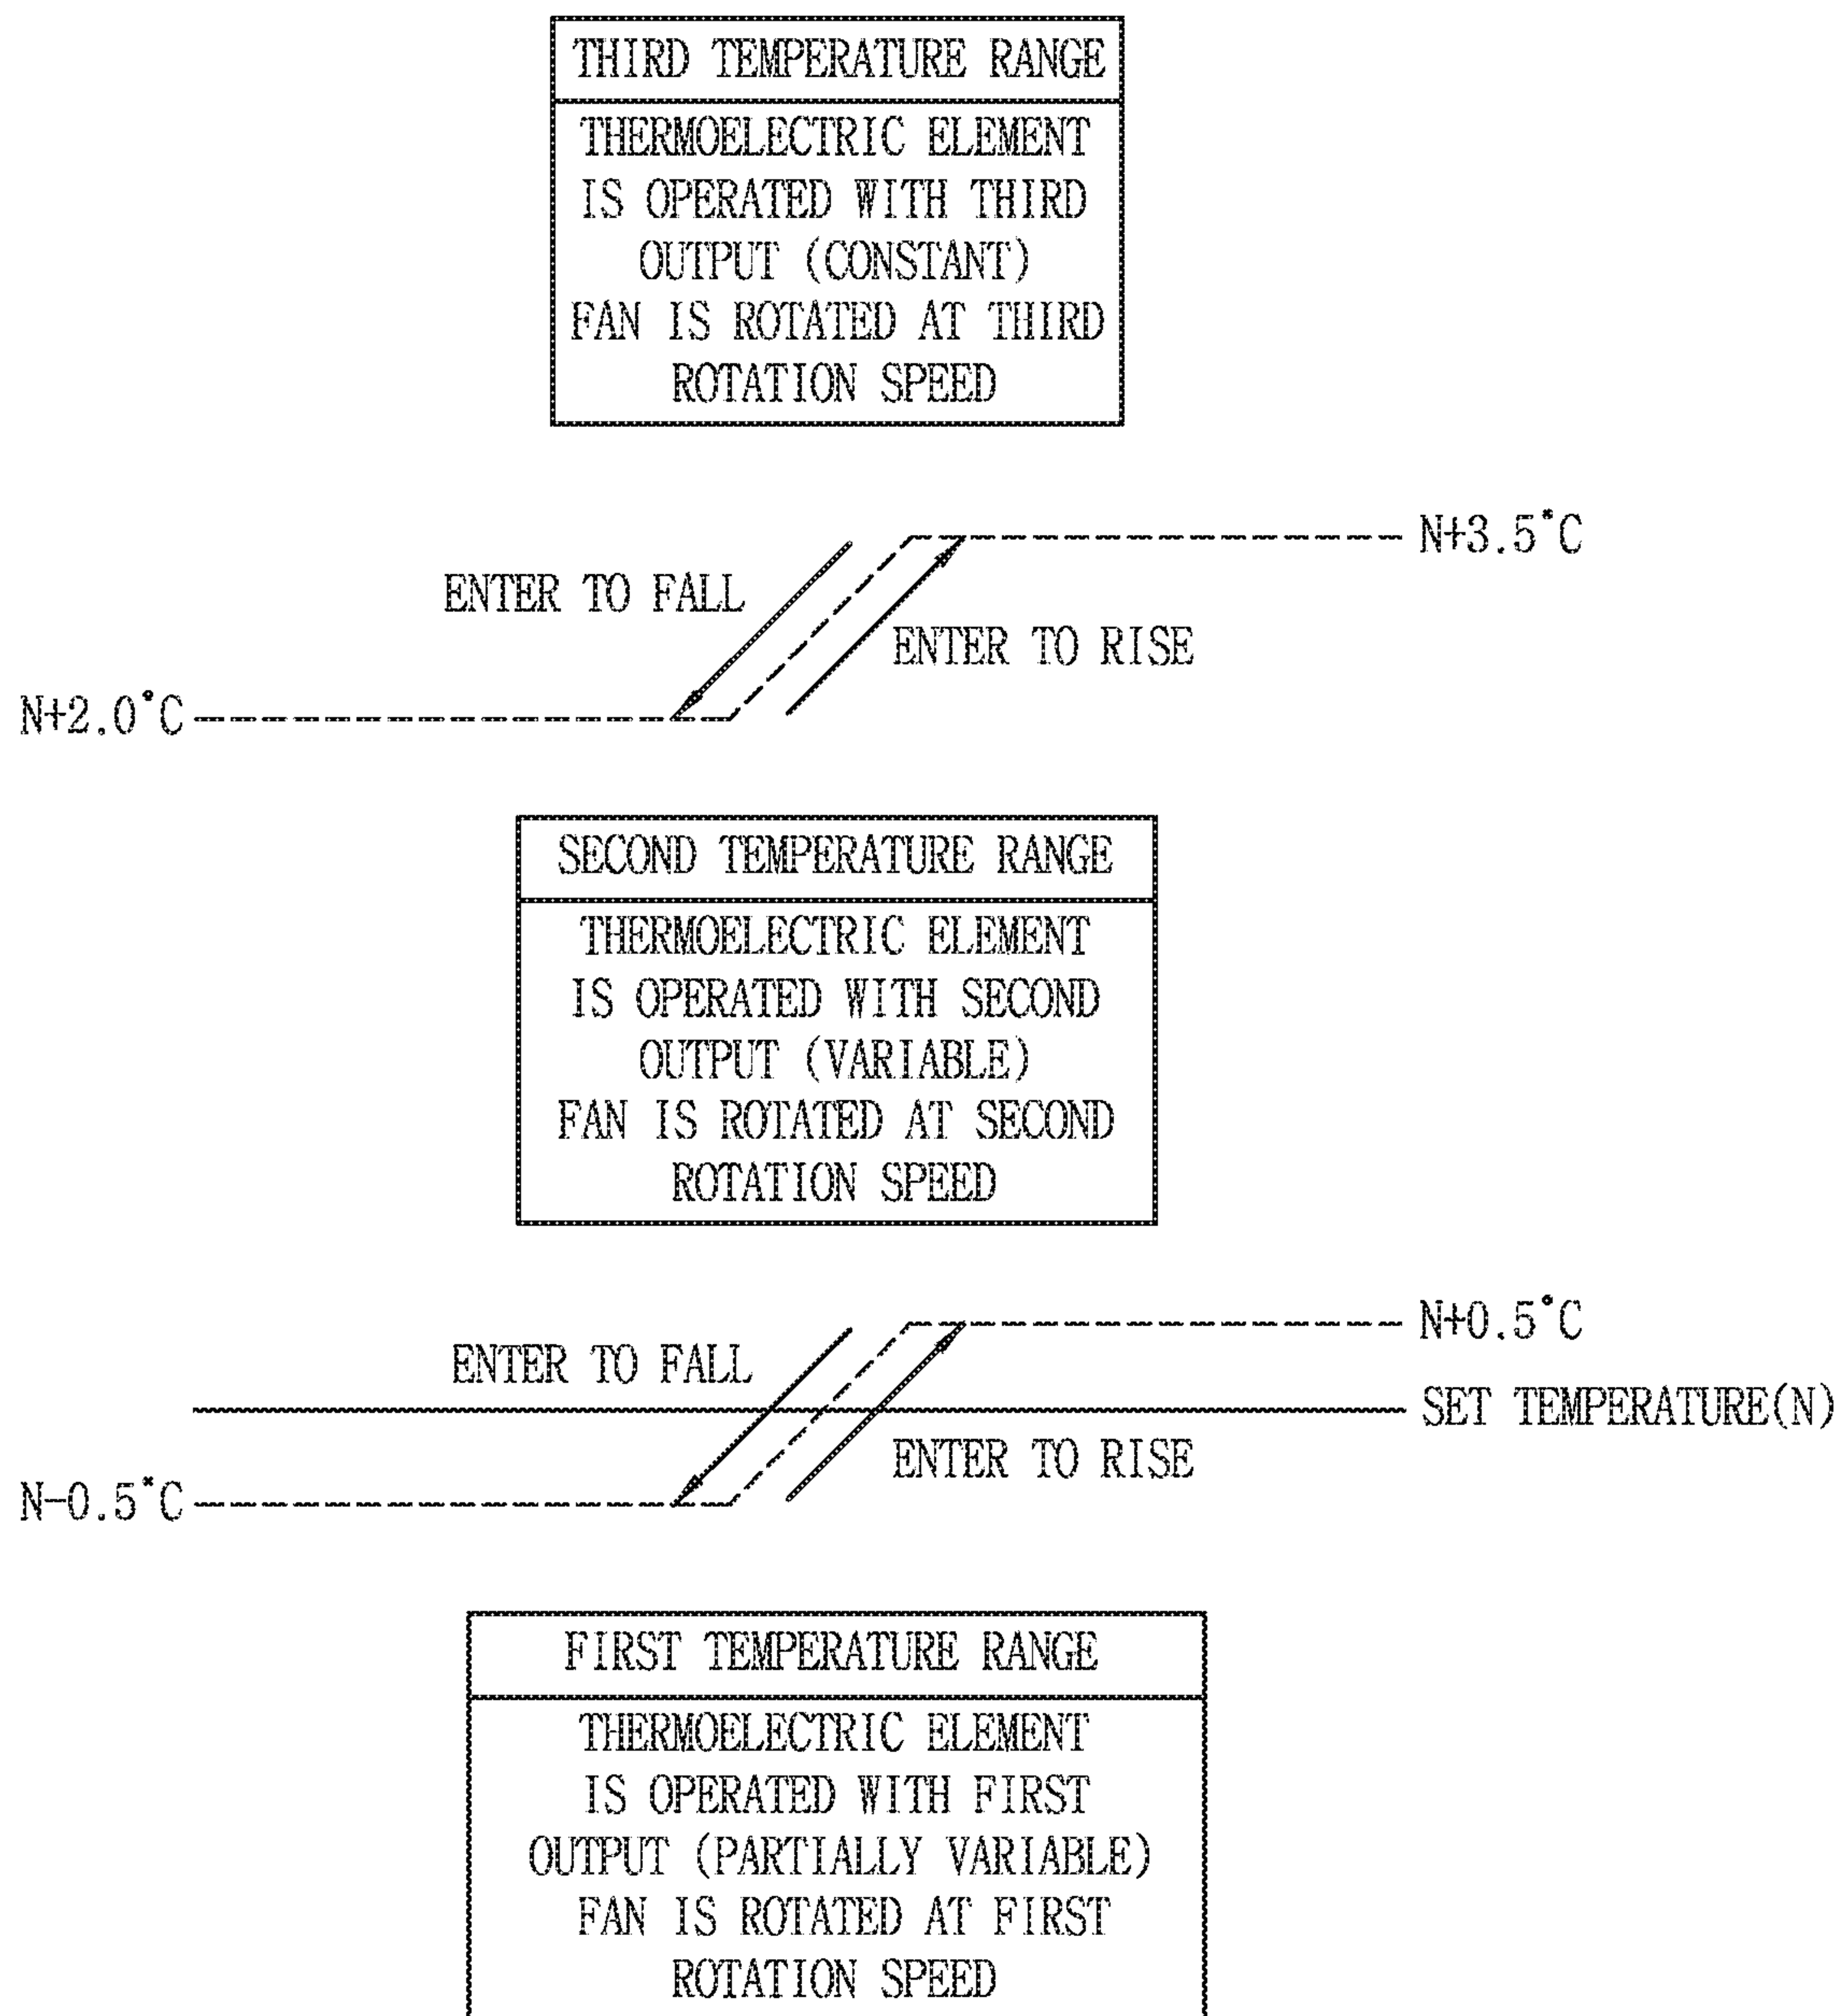 THIRD TEMPERATURE RANGE
THERMOELECTRIC ELEMENT
IS OPERATED WITH THIRD
OUTPUT (CONSTANT)
FAN IS ROTATED AT THIRD
ROTATION SPEED
N+3.5°C
ENTER TO FALL
ENTER TO RISE
N+2.0°C
SECOND TEMPERATURE RANGE
THERMOELECTRIC ELEMENT
IS OPERATED WITH SECOND
OUTPUT (VARIABLE)
FAN IS ROTATED AT SECOND
ROTATION SPEED
N+0.5°C
ENTER TO FALL
SET TEMPERATURE(N)
ENTER TO RISE
N-0.5°C
FIRST TEMPERATURE RANGE
THERMOELECTRIC ELEMENT
IS OPERATED WITH FIRST
OUTPUT (PARTIALLY VARIABLE)
FAN IS ROTATED AT FIRST
ROTATION SPEED